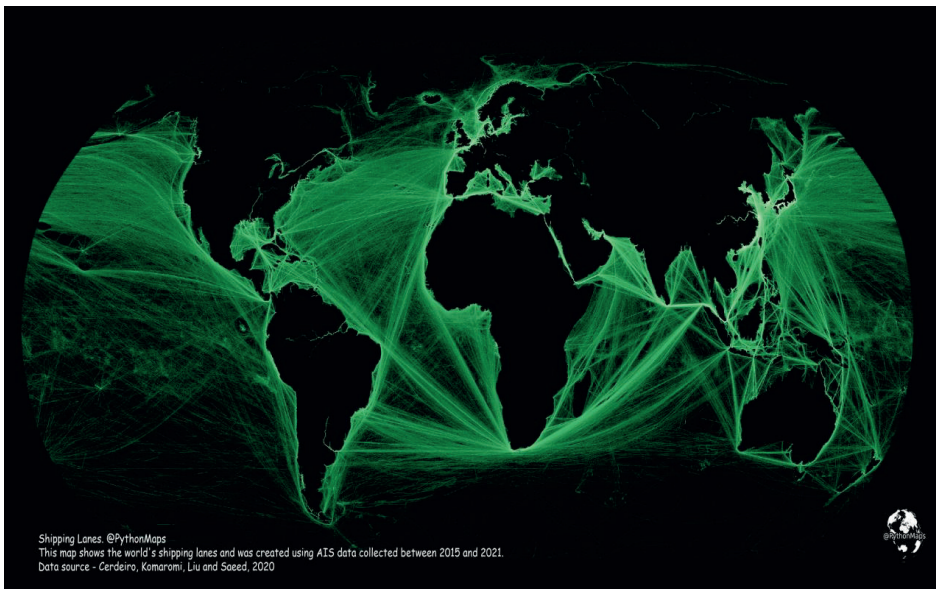 Shipping Lanes. @PythonMaps
This map shows the world's shipping lanes and was created using AIS data collected between 2015 and 2021.
Data source - Cerdeiro, Komaromi, Liu and Saeed, 2020
@PythonMaps